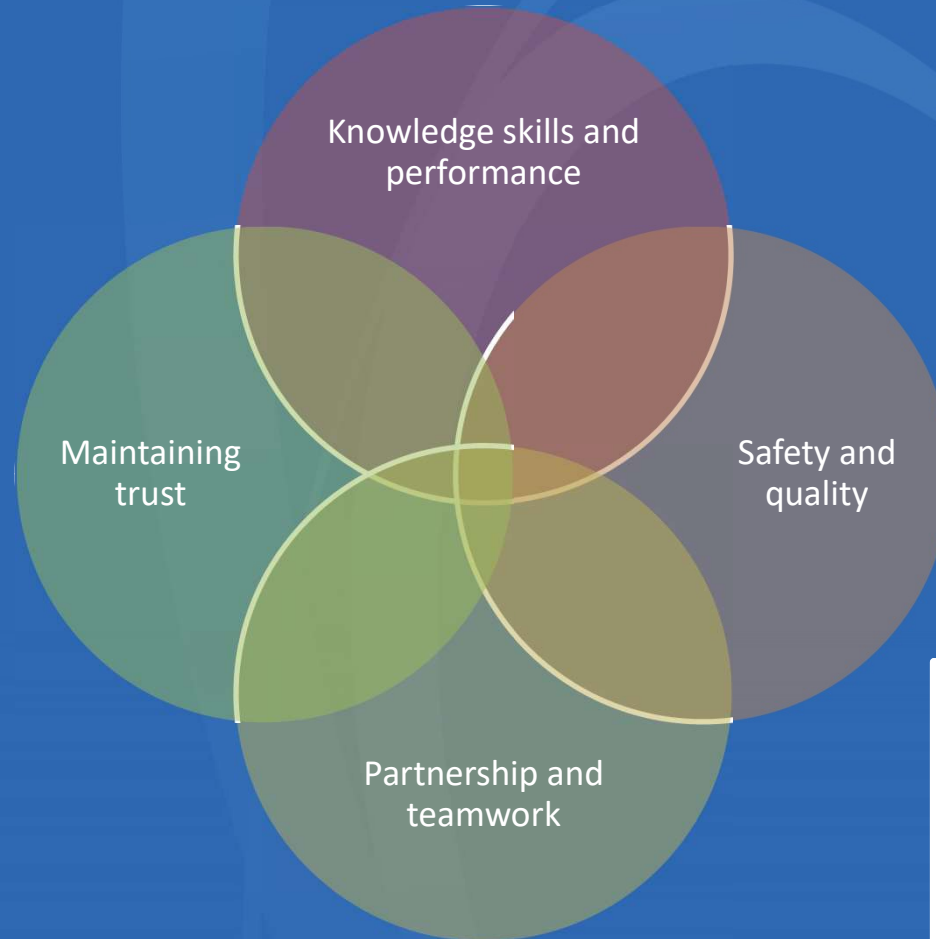 Knowledge skills and
performance
Maintaining
trust
Safety and
quality
Partnership and
teamwork